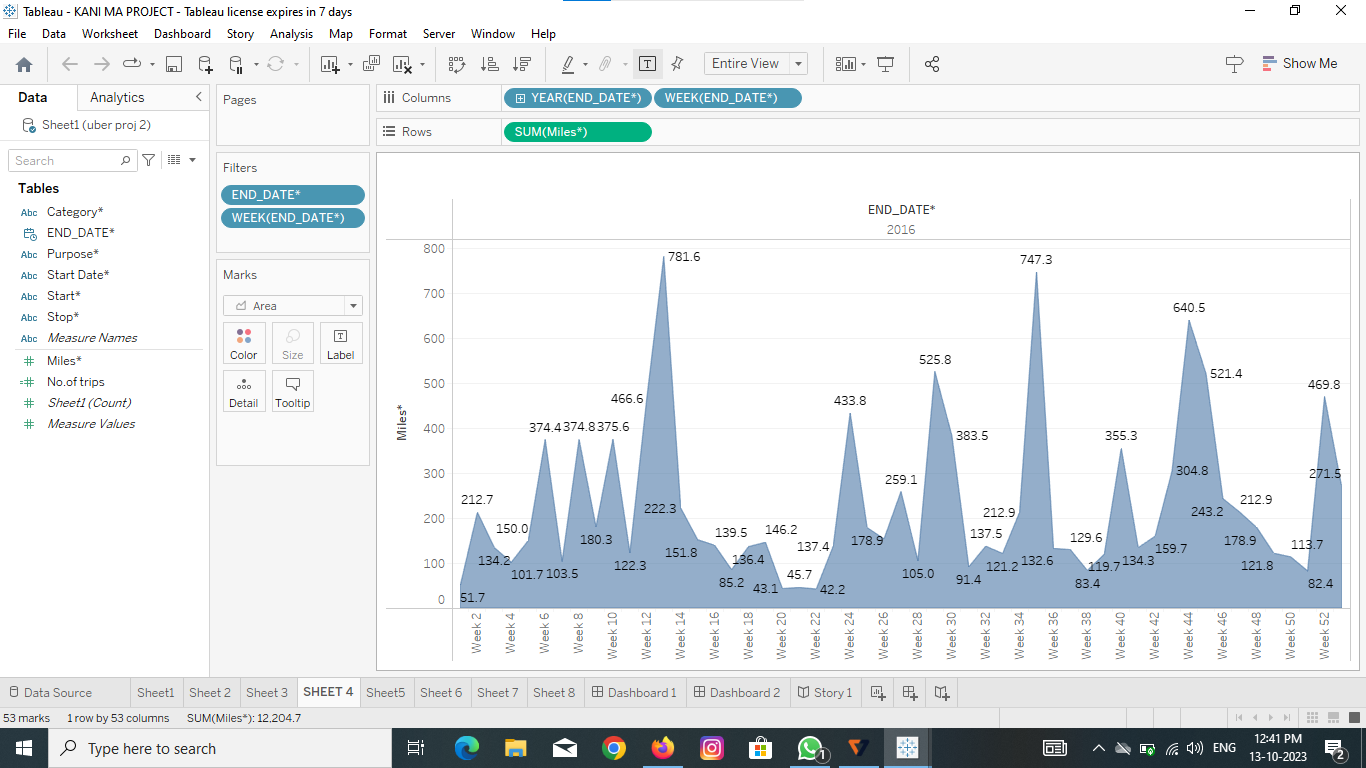 Tableau - KANI MA PROJECT - Tableau license expires in 7 days
File Data Worksheet Dashboard Story Analysis Map Format Server Window Help
Entire View
Show Me
Data Analytics
Sheet1 (uber proj 2)
Search
Tables
Abc Category*
END_DATE*
Abc Purpose*
Abc Start Date*
Abc Start*
Abc Stop*
Abc Measure Names
Miles*
No.of trips
Sheet1 (Count)
Measure Values
Pages
Filters
END_DATE*
WEEK(END_DATE*)
Marks
Area
Color Size Label
Detail Tooltip
Columns YEAR(END_DATE*) WEEK(END_DATE*)
Rows SUM(Miles*)
END_DATE*
2016
Miles*
800
700
600
500
400
300
200
100
0
51.7
212.7
134.2
101.7
150.0
374.4
103.5
374.8
180.3
375.6
122.3
466.6
781.6
222.3
151.8
139.5
85.2
136.4
146.2
43.1
45.7
42.2
137.4
433.8
178.9
259.1
105.0
525.8
383.5
91.4
137.5
121.2
212.9
747.3
132.6
129.6
83.4
119.7
355.3
134.3
159.7
304.8
640.5
521.4
243.2
212.9
178.9
121.8
113.7
82.4
469.8
271.5
Week 2
Week 4
Week 6
Week 8
Week 10
Week 12
Week 14
Week 16
Week 18
Week 20
Week 22
Week 24
Week 26
Week 28
Week 30
Week 32
Week 34
Week 36
Week 38
Week 40
Week 42
Week 44
Week 46
Week 48
Week 50
Week 52
Data Source Sheet1 Sheet 2 Sheet 3 SHEET 4 Sheet5 Sheet 6 Sheet 7 Sheet 8 Dashboard 1 Dashboard 2 Story 1
53 marks 1 row by 53 columns SUM(Miles*): 12,204.7
Type here to search
1
ENG
12:41 PM
13-10-2023
2